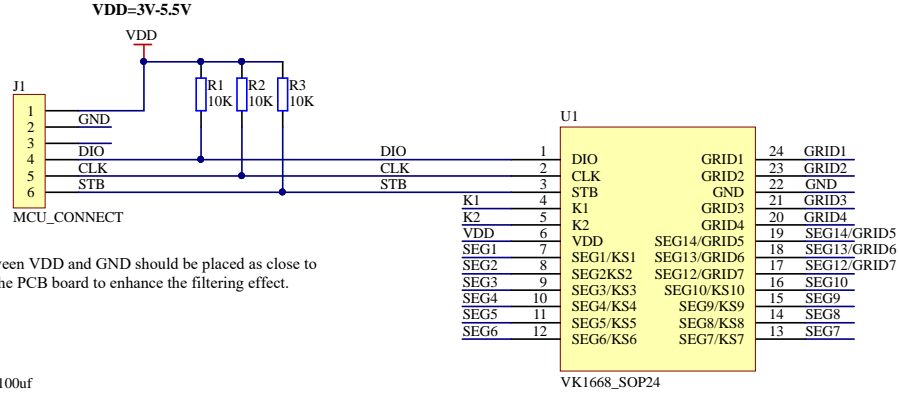 VDD=3V-5.5V
VDD
J1
R1
R2
R3
10K
10K
10K
1
2
3
4
5
6
GND
DIO
CLK
STB
MCU_CONNECT
DIO
CLK
STB
U1
K1
K2
VDD
SEG1
SEG2
SEG3
SEG4
SEG5
SEG6
1
2
3
4
5
6
7
8
9
10
11
12
DIO
CLK
STB
K1
K2
VDD
SEG1/KS1
SEG2KS2
SEG3/KS3
SEG4/KS4
SEG5/KS5
SEG6/KS6
GRID1
GRID2
GND
GRID3
GRID4
SEG14/GRID5
SEG13/GRID6
SEG12/GRID7
SEG10/KS10
SEG9/KS9
SEG8/KS8
SEG7/KS7
24
23
22
21
20
19
18
17
16
15
14
13
GRID1
GRID2
GND
GRID3
GRID4
SEG14/GRID5
SEG13/GRID6
SEG12/GRID7
SEG10
SEG9
SEG8
SEG7
VK1668_SOP24
VDD and GND should be placed as close to
PCB board to enhance the filtering effect.
100uf